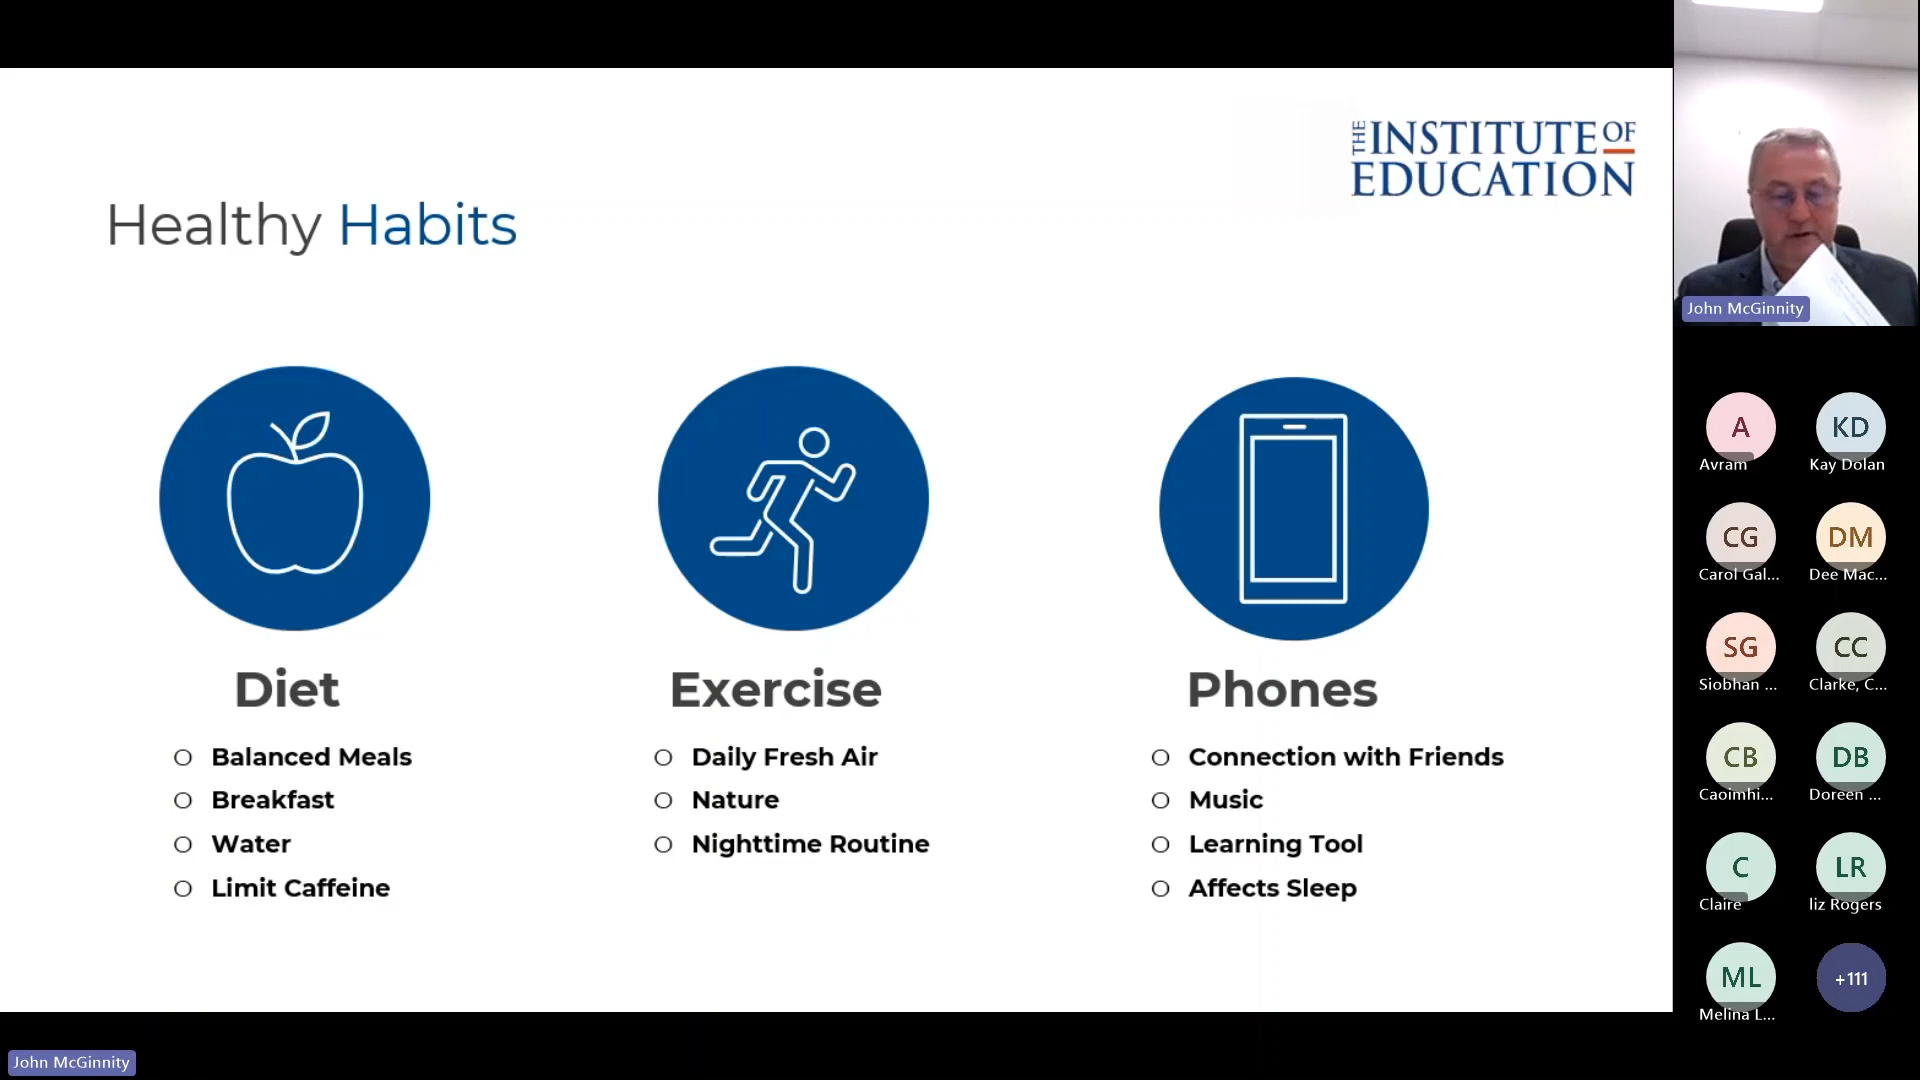 THE INSTITUTE OF
EDUCATION
Healthy Habits
Diet
Balanced Meals
Breakfast
Water
Limit Caffeine
Exercise
Daily Fresh Air
Nature
Nighttime Routine
Phones
Connection with Friends
Music
Learning Tool
Affects Sleep
John McGinnity
A
Avram
KD
Kay Dolan
CG
Carol Gal...
DM
Dee Mac...
SG
Siobhan ...
CC
Clarke, C...
CB
Caoimhi...
DB
Doreen ...
C
Claire
LR
liz Rogers
ML
Melina L...
+111
John McGinnity